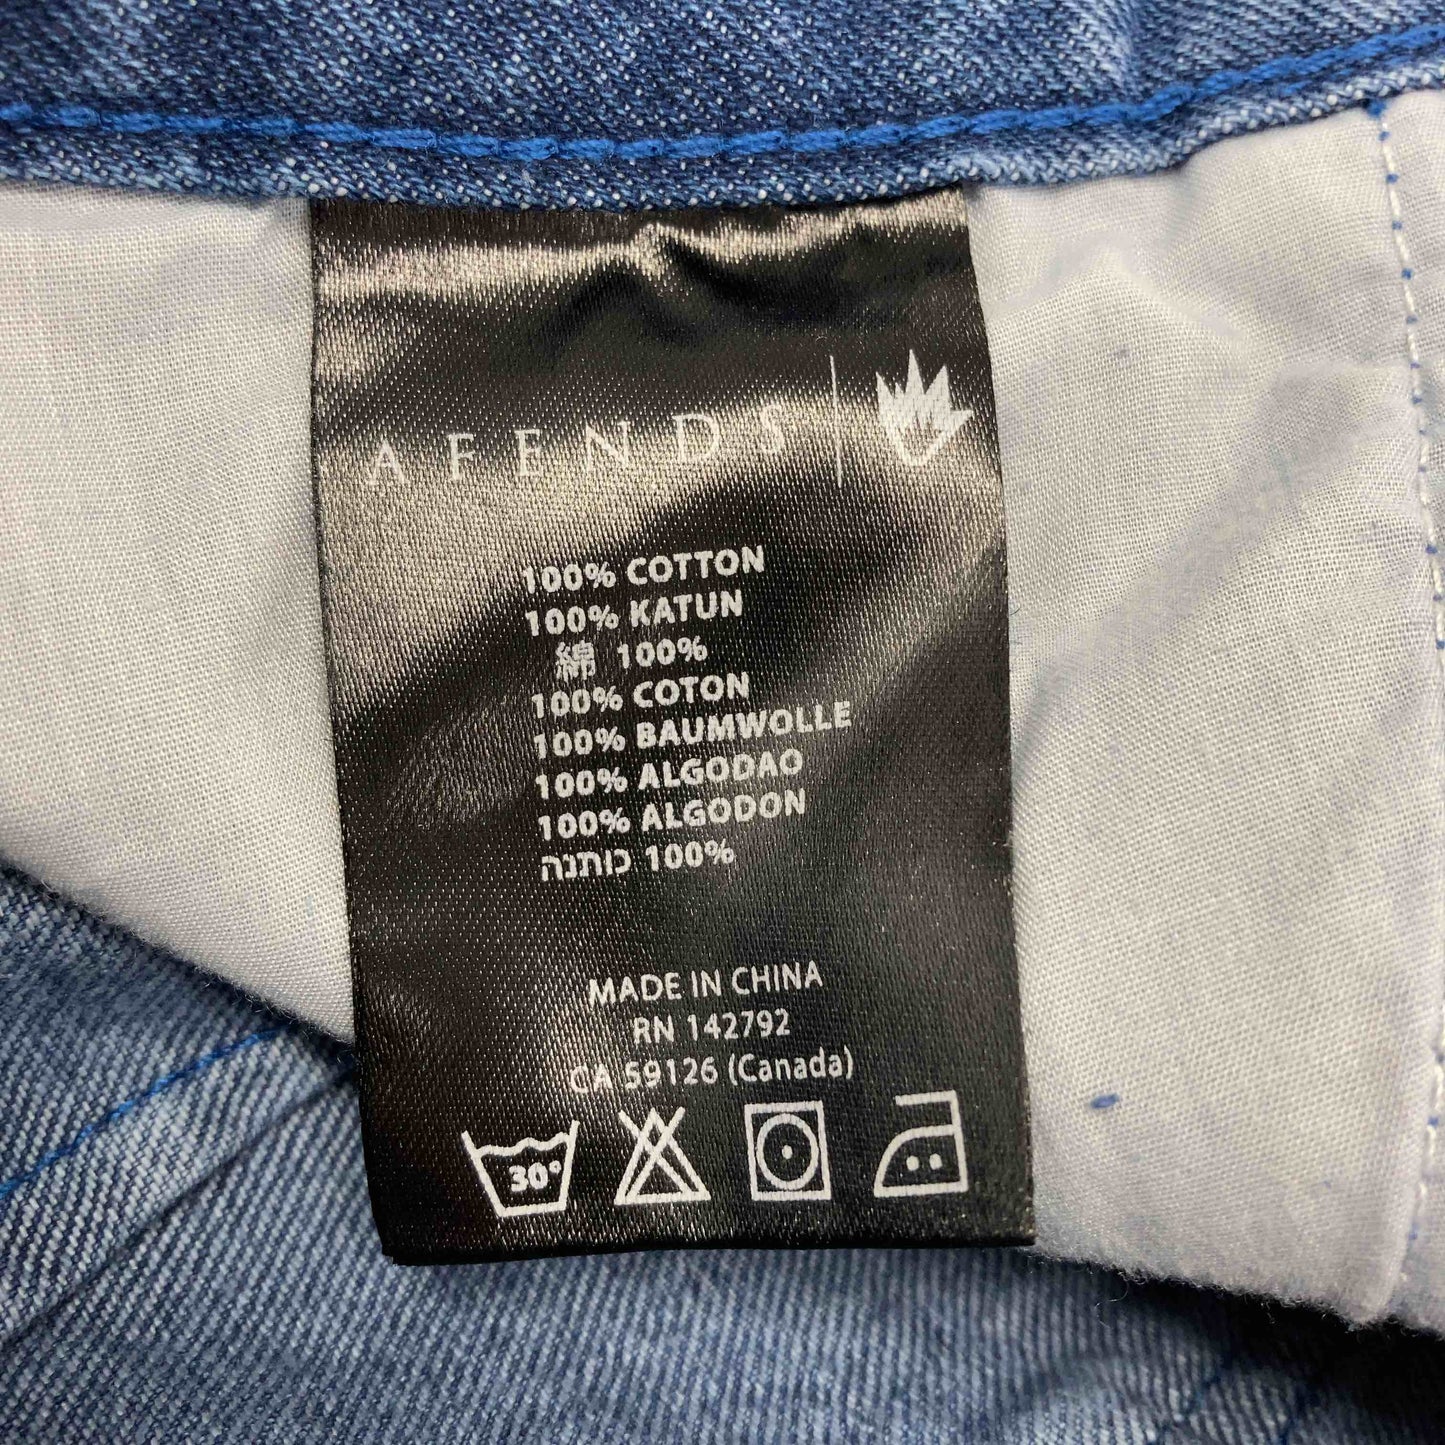 AFENDS
100% COTTON
100% KATUN
綿 100%
100% COTON
100% BAUMWOLLE
100% ALGODAO
100% ALGODON
100% כותנה
MADE IN CHINA
RN 142792
CA 59126 (Canada)
30°